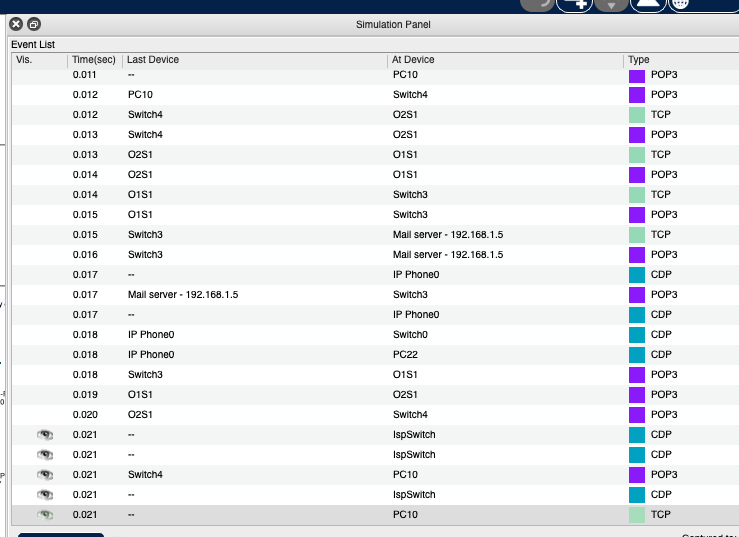 Simulation Panel
Event List
Vis. Time(sec) Last Device At Device Type
0.011 -- PC10 POP3
0.012 PC10 Switch4 POP3
0.012 Switch4 O2S1 TCP
0.013 Switch4 O2S1 POP3
0.013 O2S1 O1S1 TCP
0.014 O2S1 O1S1 POP3
0.014 O1S1 Switch3 TCP
0.015 O1S1 Switch3 POP3
0.015 Switch3 Mail server - 192.168.1.5 TCP
0.016 Switch3 Mail server - 192.168.1.5 POP3
0.017 -- IP Phone0 CDP
0.017 Mail server - 192.168.1.5 Switch3 POP3
0.017 -- IP Phone0 CDP
0.018 IP Phone0 Switch0 CDP
0.018 IP Phone0 PC22 CDP
0.018 Switch3 O1S1 POP3
0.019 O1S1 O2S1 POP3
0.020 O2S1 Switch4 POP3
0.021 -- IspSwitch CDP
0.021 -- IspSwitch CDP
0.021 Switch4 PC10 POP3
0.021 -- IspSwitch CDP
0.021 -- PC10 TCP